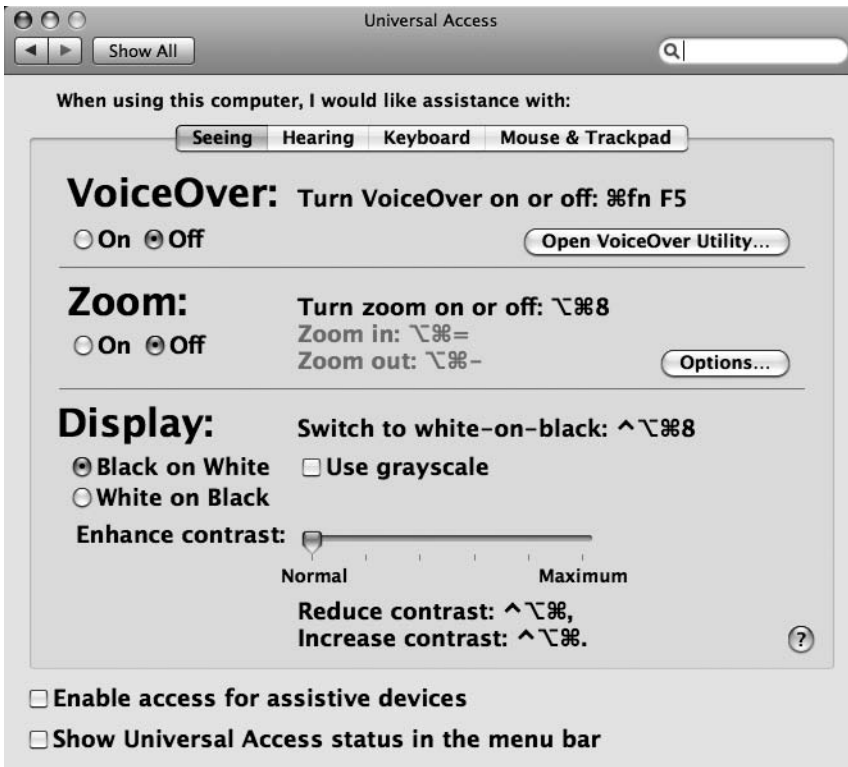 Universal Access
Show All
When using this computer, I would like assistance with:
Seeing Hearing Keyboard Mouse & Trackpad
VoiceOver: Turn VoiceOver on or off: ⌘fn F5
On Off Open VoiceOver Utility...
Zoom: Turn zoom on or off: ⌥⌘8
On Off Zoom in: ⌥⌘=
Zoom out: ⌥⌘- Options...
Display: Switch to white-on-black: ^⌥⌘8
Black on White Use grayscale
White on Black
Enhance contrast:
Normal Maximum
Reduce contrast: ^⌥⌘,
Increase contrast: ^⌥⌘.
?
Enable access for assistive devices
Show Universal Access status in the menu bar